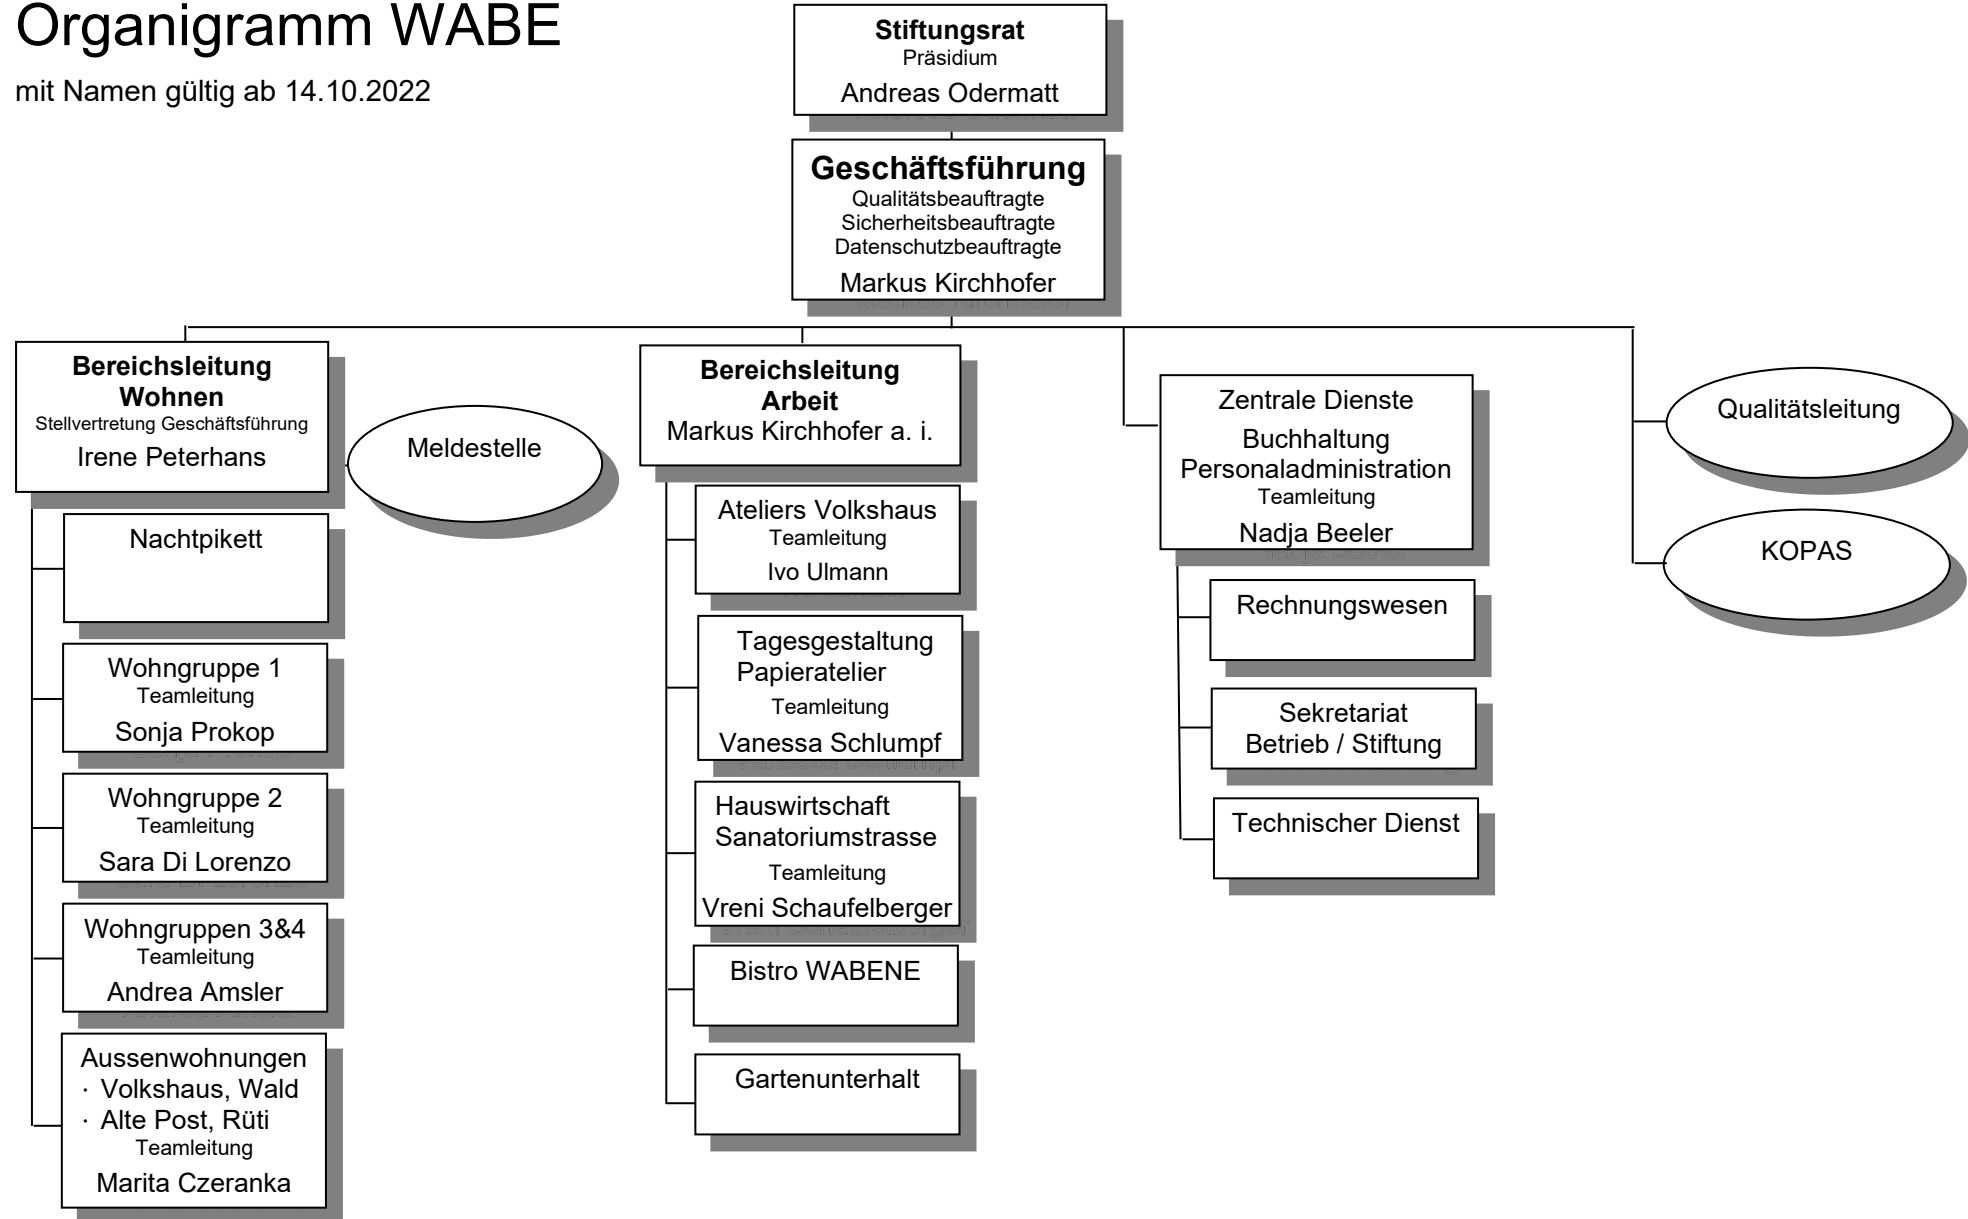 Organigramm WABE
mit Namen gültig ab 14.10.2022
Stiftungsrat
Präsidium
Andreas Odermatt
Geschäftsführung
Qualitätsbeauftragte
Sicherheitsbeauftragte
Datenschutzbeauftragte
Markus Kirchhofer
Bereichsleitung
Wohnen
Stellvertretung Geschäftsführung
Irene Peterhans
Meldestelle
Nachtpikett
Wohngruppe 1
Teamleitung
Sonja Prokop
Wohngruppe 2
Teamleitung
Sara Di Lorenzo
Wohngruppen 3&4
Teamleitung
Andrea Amsler
Aussenwohnungen
· Volkshaus, Wald
· Alte Post, Rüti
Teamleitung
Marita Czeranka
Bereichsleitung
Arbeit
Markus Kirchhofer a. i.
Ateliers Volkshaus
Teamleitung
Ivo Ulmann
Tagesgestaltung
Papieratelier
Teamleitung
Vanessa Schlumpf
Hauswirtschaft
Sanatoriumstrasse
Teamleitung
Vreni Schaufelberger
Bistro WABENE
Gartenunterhalt
Zentrale Dienste
Buchhaltung
Personaladministration
Teamleitung
Nadja Beeler
Rechnungswesen
Sekretariat
Betrieb / Stiftung
Technischer Dienst
Qualitätsleitung
KOPAS